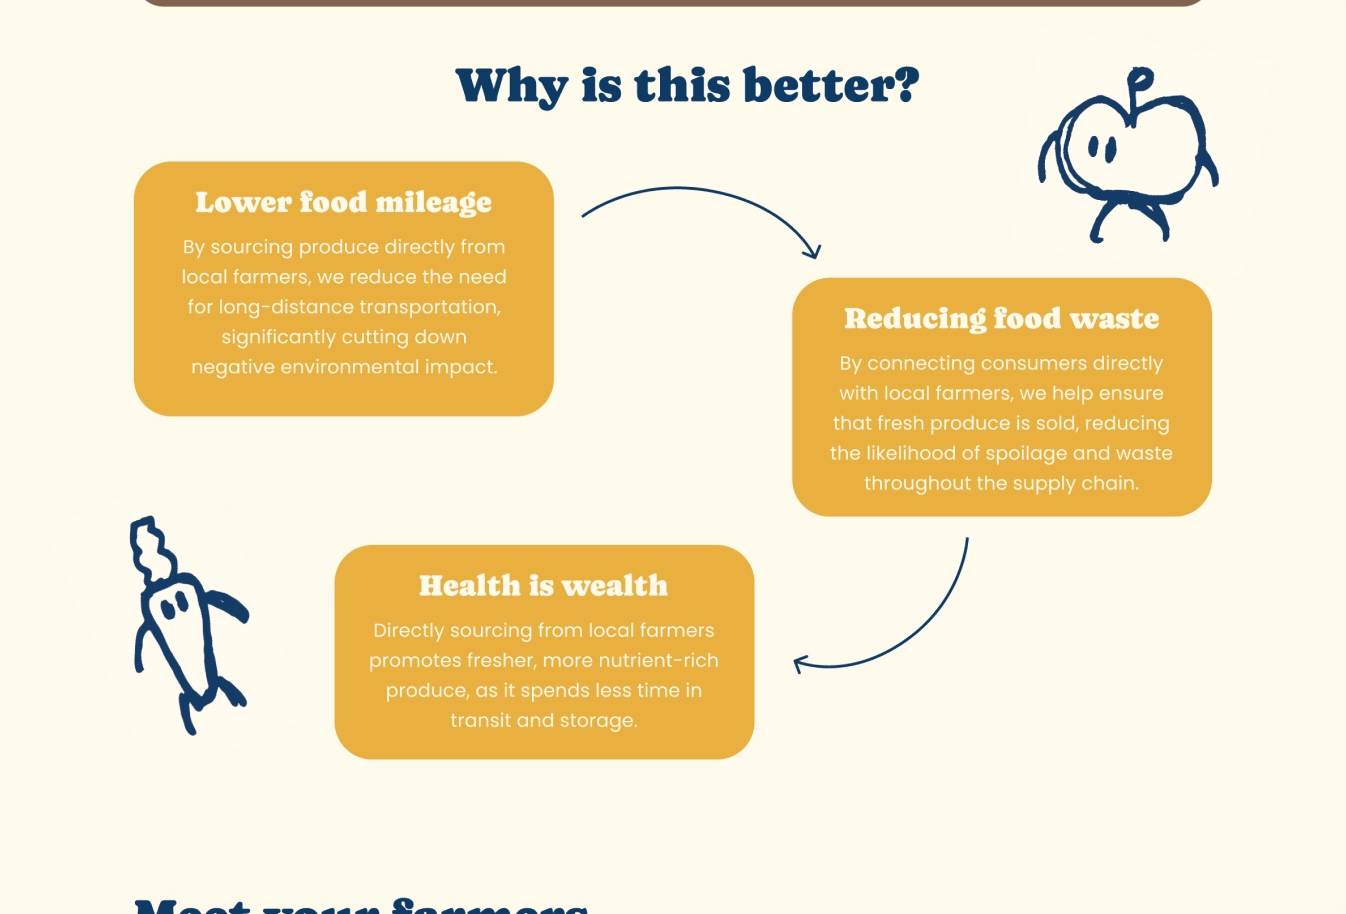 Why is this better?
Lower food mileage
By sourcing produce directly from
local farmers, we reduce the need
for long-distance transportation,
significantly cutting down
negative environmental impact.
Reducing food waste
By connecting consumers directly
with local farmers, we help ensure
that fresh produce is sold, reducing
the likelihood of spoilage and waste
throughout the supply chain.
Health is wealth
Directly sourcing from local farmers
promotes fresher, more nutrient-rich
produce, as it spends less time in
transit and storage.
Meet your farmers